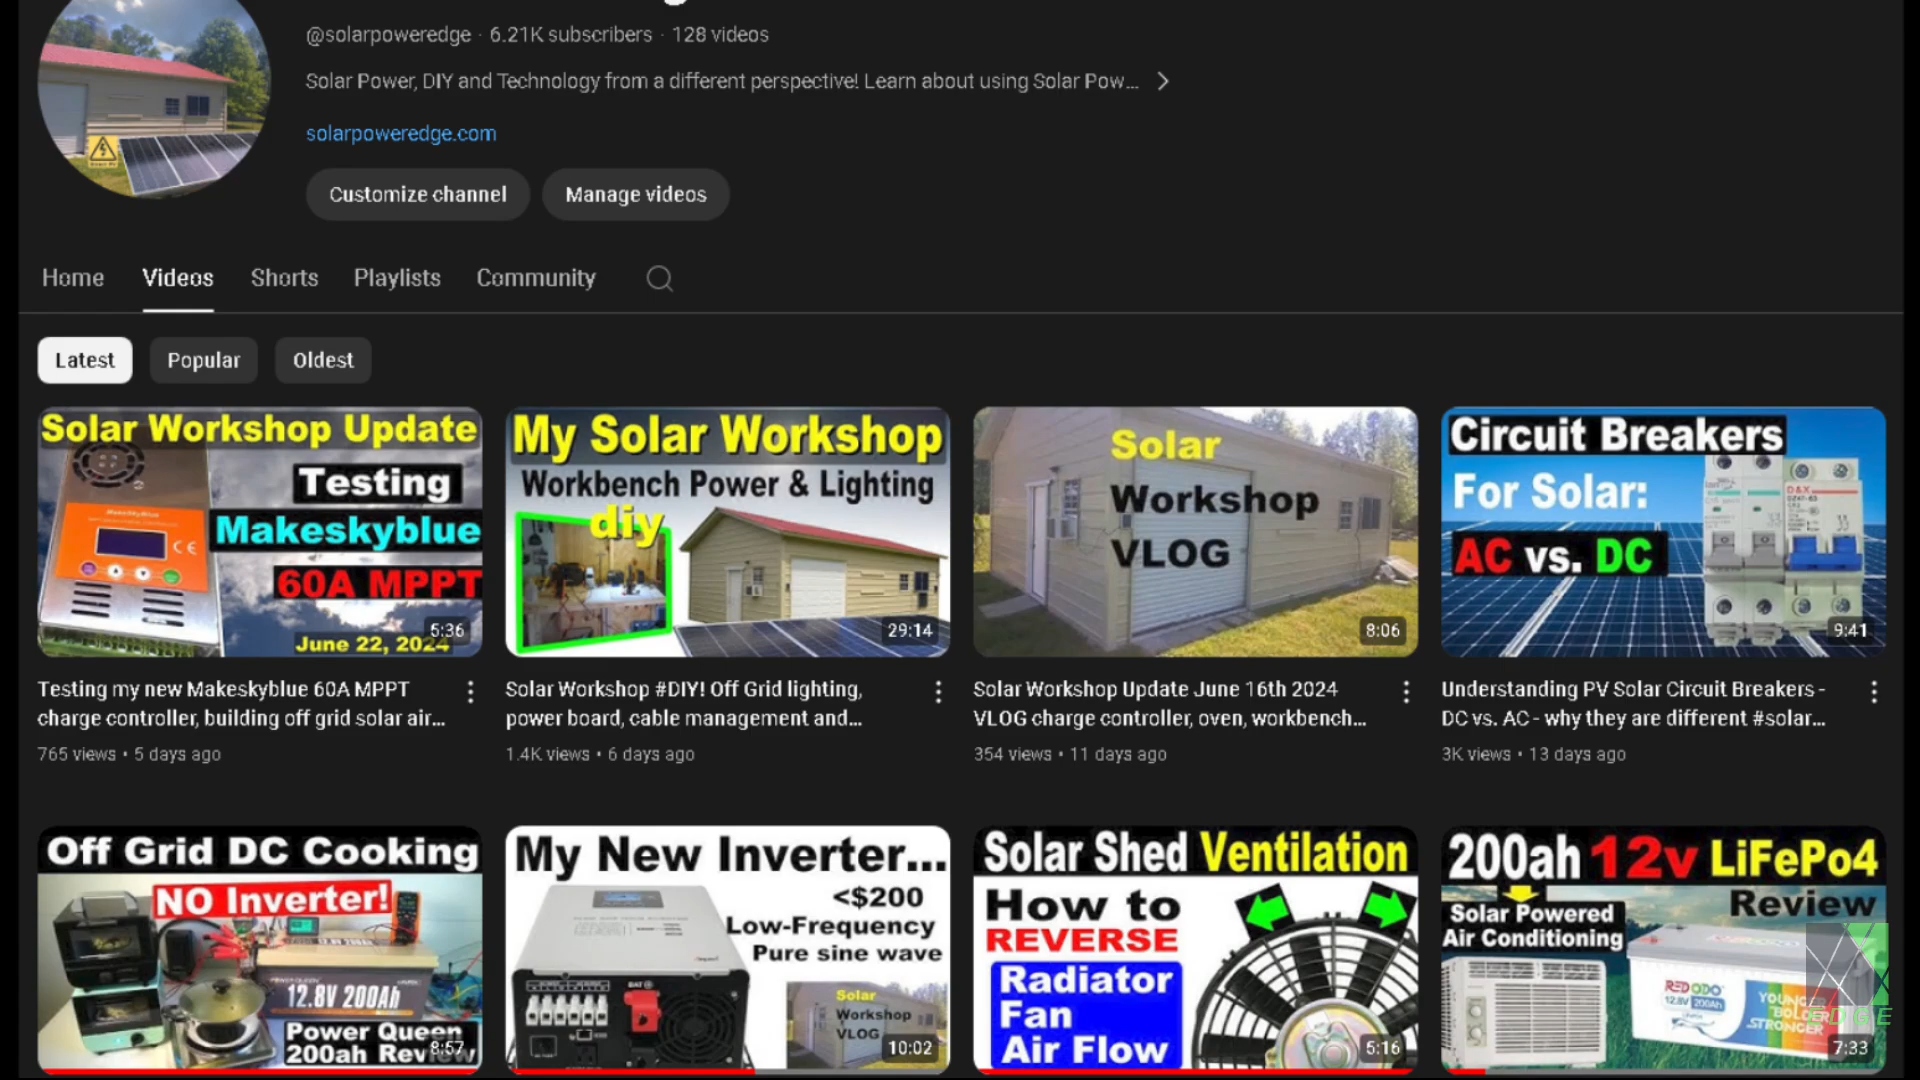 @solarpoweredge · 6.21K subscribers · 128 videos
Solar Power, DIY and Technology from a different perspective! Learn about using Solar Pow...
solarpoweredge.com
Customize channel
Manage videos
Home
Videos
Shorts
Playlists
Community
Latest
Popular
Oldest
Solar Workshop Update
Testing
Makeskyblue
60A MPPT
June 22, 2024
5:36
My Solar Workshop
Workbench Power & Lighting
diy
29:14
Solar
Workshop
VLOG
8:06
Circuit Breakers
For Solar:
AC vs. DC
9:41
Testing my new Makeskyblue 60A MPPT
charge controller, building off grid solar air...
765 views • 5 days ago
Solar Workshop #DIY! Off Grid lighting,
power board, cable management and...
1.4K views • 6 days ago
Solar Workshop Update June 16th 2024
VLOG charge controller, oven, workbench...
354 views • 11 days ago
Understanding PV Solar Circuit Breakers -
DC vs. AC - why they are different #solar...
3K views • 13 days ago
Off Grid DC Cooking
NO Inverter!
12.8V 200Ah
Power Queen
200ah Rev
8:57
My New Inverter...
<$200
Low-Frequency
Pure sine wave
Solar
Workshop
VLOG
10:02
Solar Shed Ventilation
How to
REVERSE
Radiator
Fan
Air Flow
5:16
200ah 12v LiFePo4
Review
Solar Powered
Air Conditioning
REDODO
12.8V 200Ah
STRONGER
EDGE
7:33